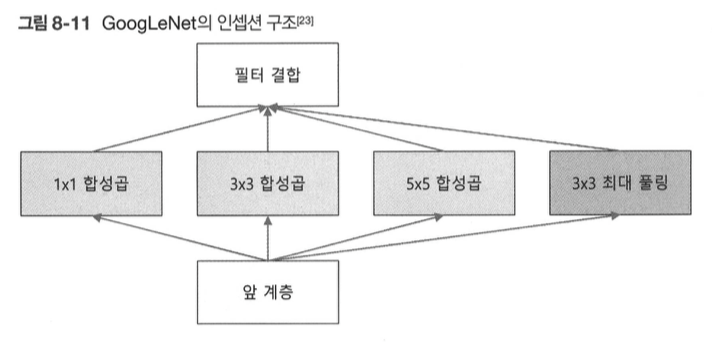 그림 8-11 GoogLeNet의 인셉션 구조[23]
필터 결합
1x1 합성곱
3x3 합성곱
5x5 합성곱
3x3 최대 풀링
앞 계층